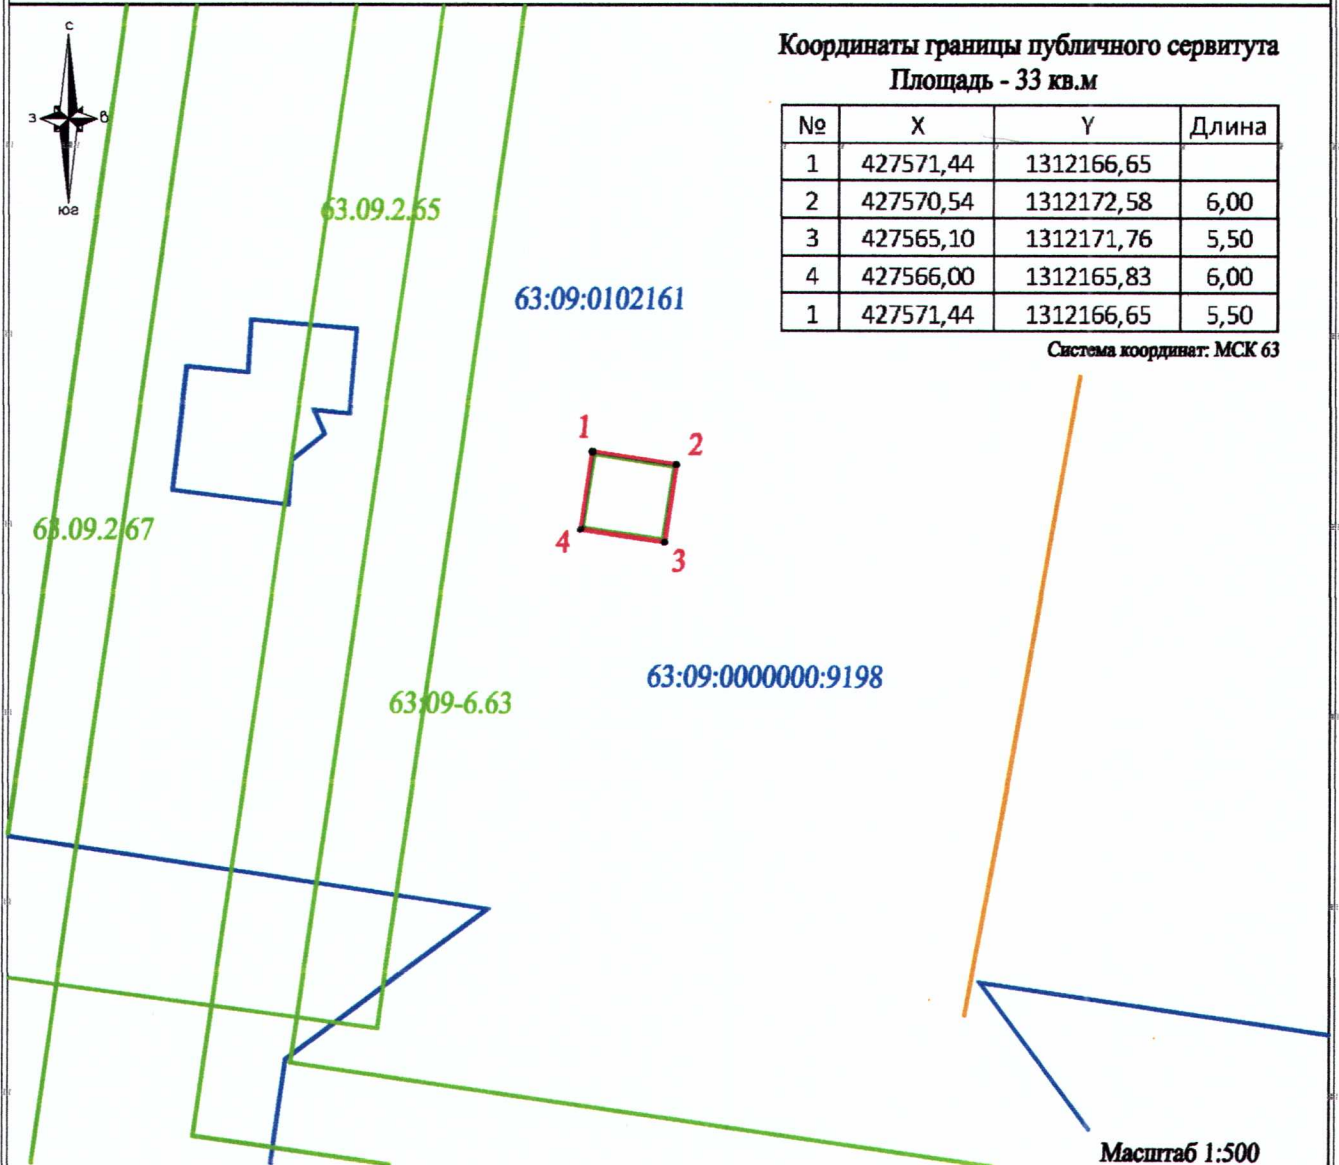 с
з в
юг
Координаты границы публичного сервитута
Площадь - 33 кв.м
№ X Y Длина
1 427571,44 1312166,65
2 427570,54 1312172,58 6,00
3 427565,10 1312171,76 5,50
4 427566,00 1312165,83 6,00
1 427571,44 1312166,65 5,50
Система координат: МСК 63
63.09.2.65
63:09:0102161
1
2
63.09.2.67
4
3
63:09:0000000:9198
63:09-6.63
Масштаб 1:500